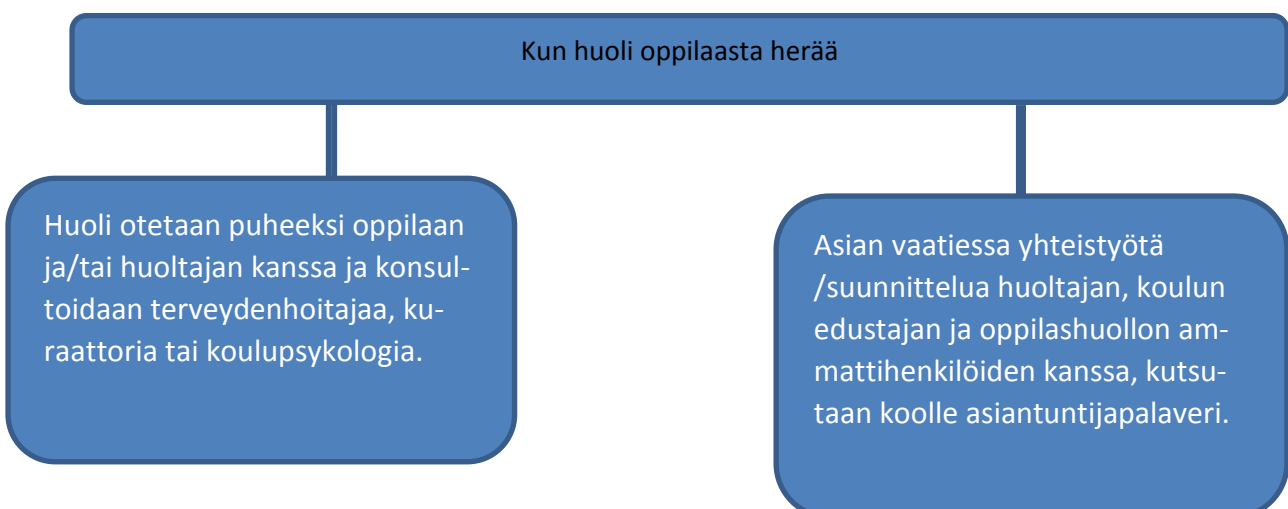 Kun huoli oppilaasta herää
Huoli otetaan puheeksi oppilaan
ja/tai huoltajan kanssa ja konsul-
toidaan terveydenhoitajaa, ku-
raattoria tai koulupsykologia.
Asian vaatiessa yhteistyötä
/suunnittelua huoltajan, koulun
edustajan ja oppilashuollon am-
mattihenkilöiden kanssa, kutsu-
taan koolle asiantuntijapalaveri.